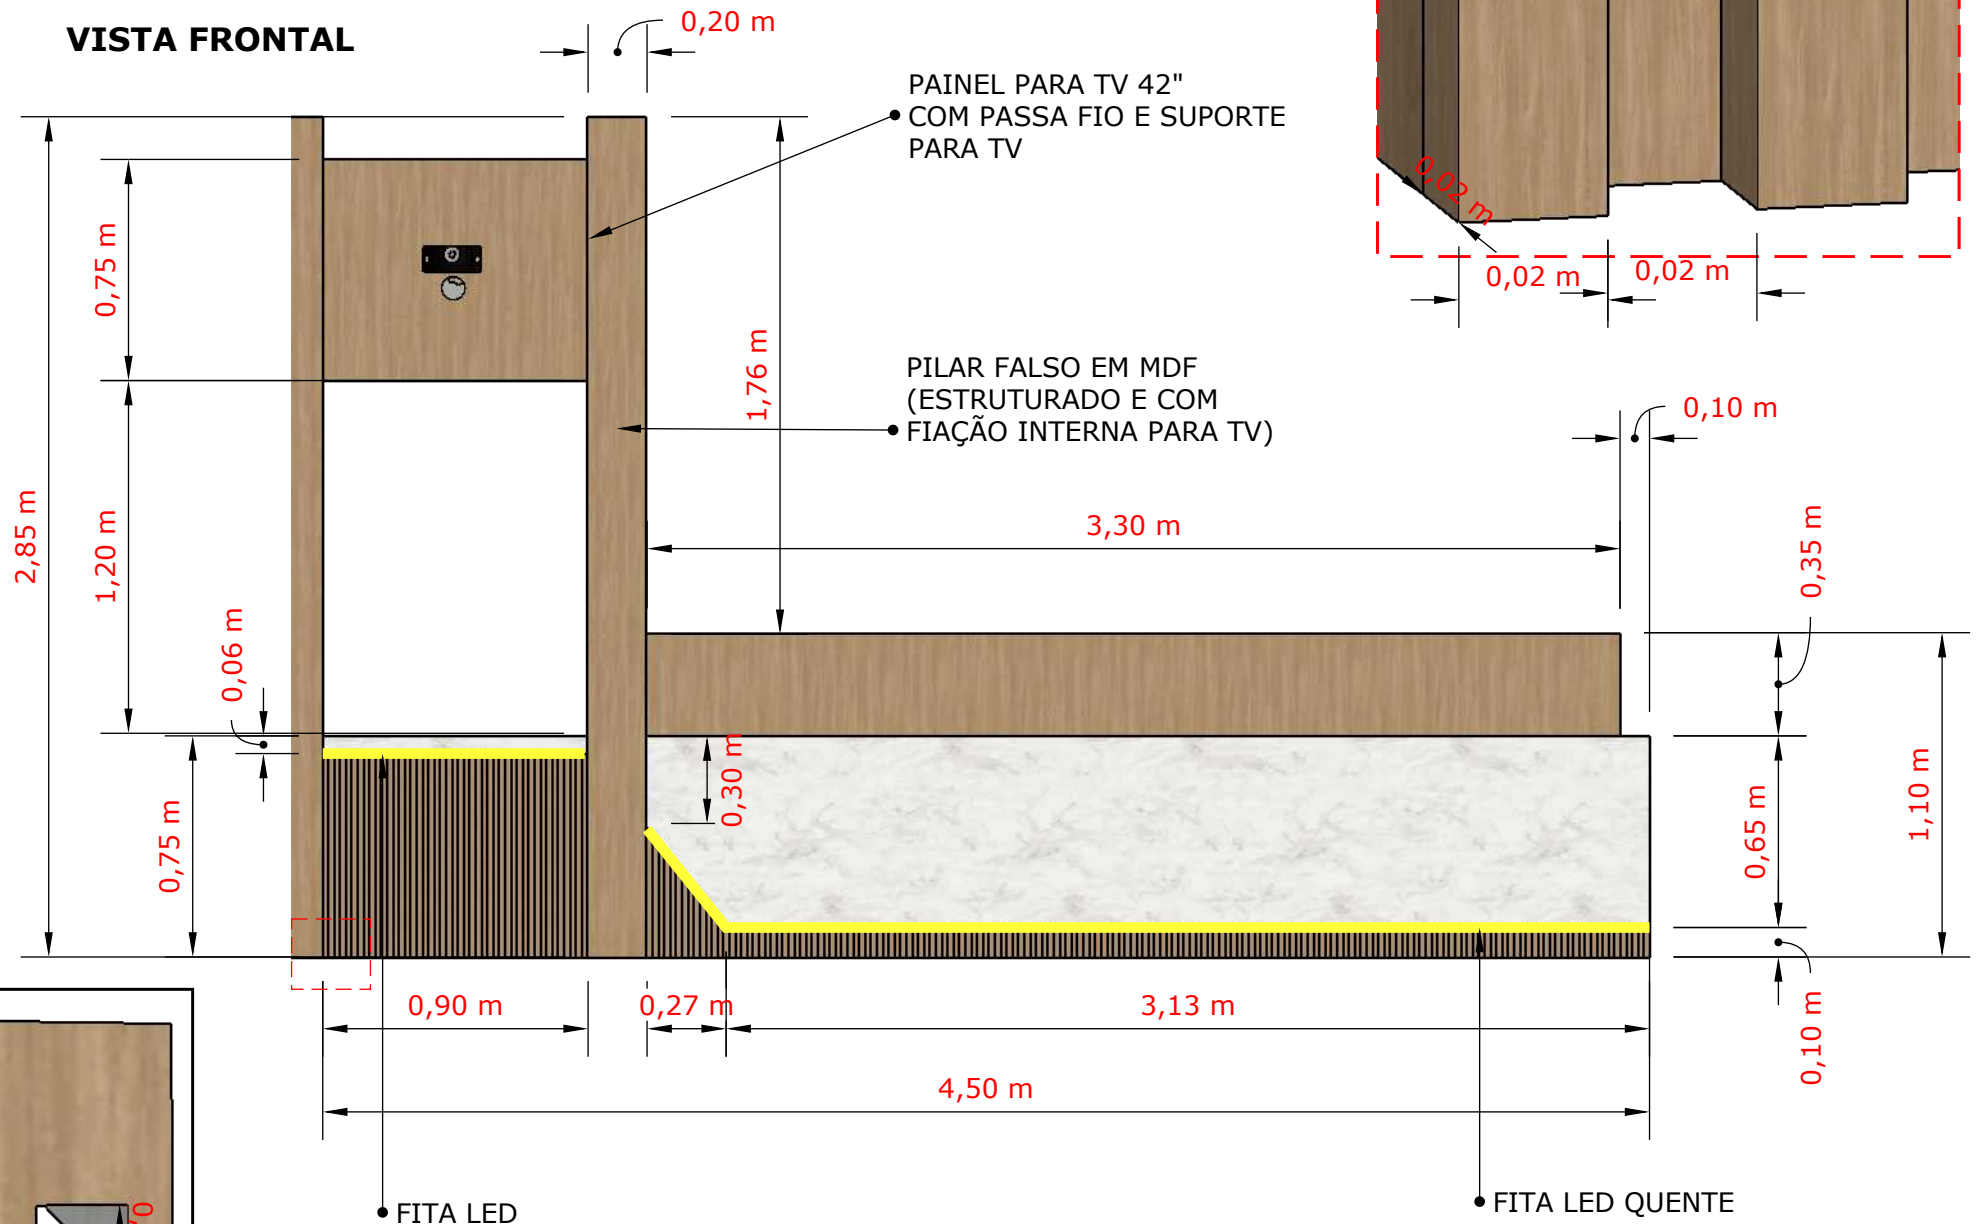 VISTA FRONTAL
0,20 m
PAINEL PARA TV 42"
COM PASSA FIO E SUPORTE
PARA TV
0,02 m
0,02 m
0,02 m
0,75 m
1,76 m
PILAR FALSO EM MDF
(ESTRUTURADO E COM
FIAÇÃO INTERNA PARA TV)
0,10 m
2,85 m
1,20 m
3,30 m
0,35 m
0,06 m
0,30 m
0,75 m
0,65 m
1,10 m
0,90 m
0,27 m
3,13 m
0,10 m
4,50 m
FITA LED
FITA LED QUENTE